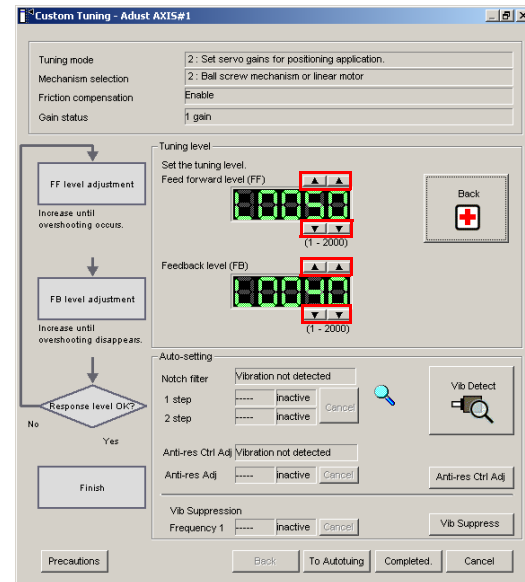 Custom Tuning - Adust AXIS#1
Tuning mode
2 : Set servo gains for positioning application.
Mechanism selection
2 : Ball screw mechanism or linear motor
Friction compensation
Enable
Gain status
1 gain
FF level adjustment
Increase until
overshooting occurs.
FB level adjustment
Increase until
overshooting disappears.
Response level OK?
No
Yes
Finish
Tuning level
Set the tuning level.
Feed forward level (FF)
L0050
(1 - 2000)
Feedback level (FB)
L0040
(1 - 2000)
Back
Auto-setting
Notch filter
Vibration not detected
1 step
-----
inactive
Cancel
2 step
-----
inactive
Vib Detect
Anti-res Ctrl Adj
Vibration not detected
Anti-res Adj
-----
inactive
Cancel
Anti-res Ctrl Adj
Vib Suppression
Frequency 1
-----
inactive
Cancel
Vib Suppress
Precautions
Back
To Autotuing
Completed.
Cancel